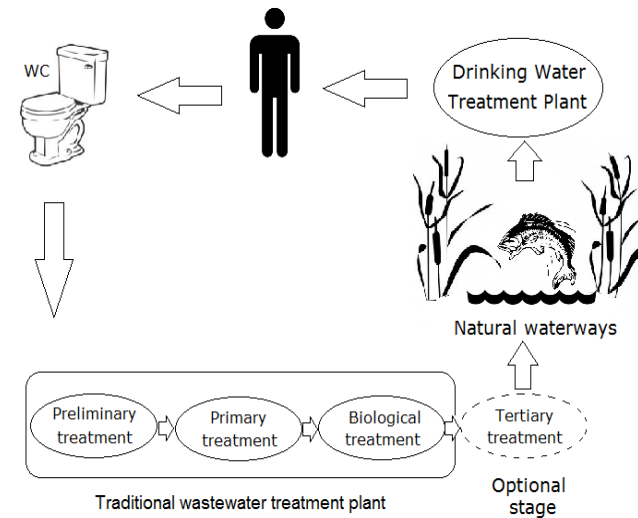 WC
Drinking Water
Treatment Plant
Natural waterways
Preliminary
treatment
Primary
treatment
Biological
treatment
Tertiary
treatment
Traditional wastewater treatment plant
Optional
stage